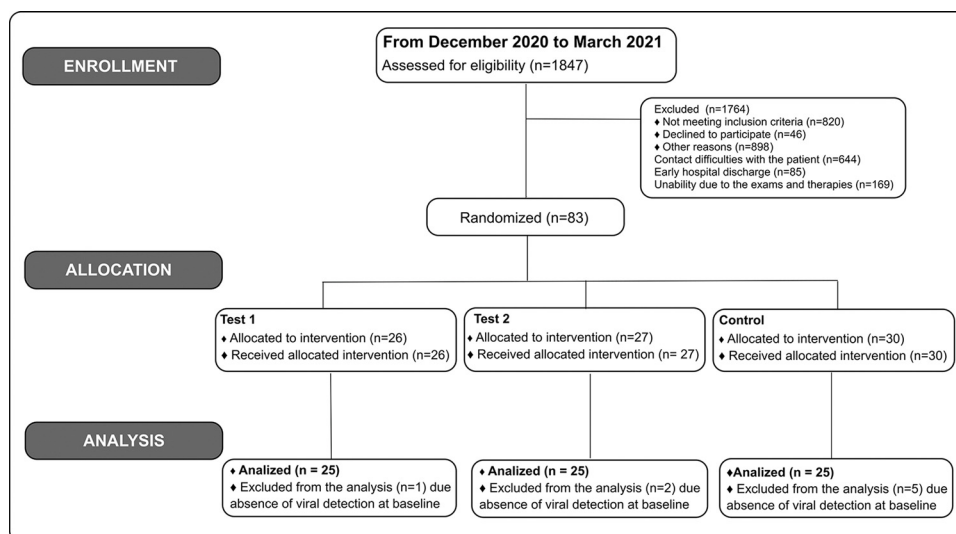 ENROLLMENT
From December 2020 to March 2021
Assessed for eligibility (n=1847)
Excluded (n=1764)
♦ Not meeting inclusion criteria (n=820)
♦ Declined to participate (n=46)
♦ Other reasons (n=898)
Contact difficulties with the patient (n=644)
Early hospital discharge (n=85)
Unability due to the exams and therapies (n=169)
Randomized (n=83)
ALLOCATION
Test 1
♦ Allocated to intervention (n=26)
♦ Received allocated intervention (n=26)
Test 2
♦ Allocated to intervention (n=27)
♦ Received allocated intervention (n= 27)
Control
♦ Allocated to intervention (n=30)
♦ Received allocated intervention (n=30)
ANALYSIS
♦ Analized (n = 25)
♦ Excluded from the analysis (n=1) due
absence of viral detection at baseline
♦ Analized (n = 25)
♦ Excluded from the analysis (n=2) due
absence of viral detection at baseline
♦Analized (n = 25)
♦ Excluded from the analysis (n=5) due
absence of viral detection at baseline